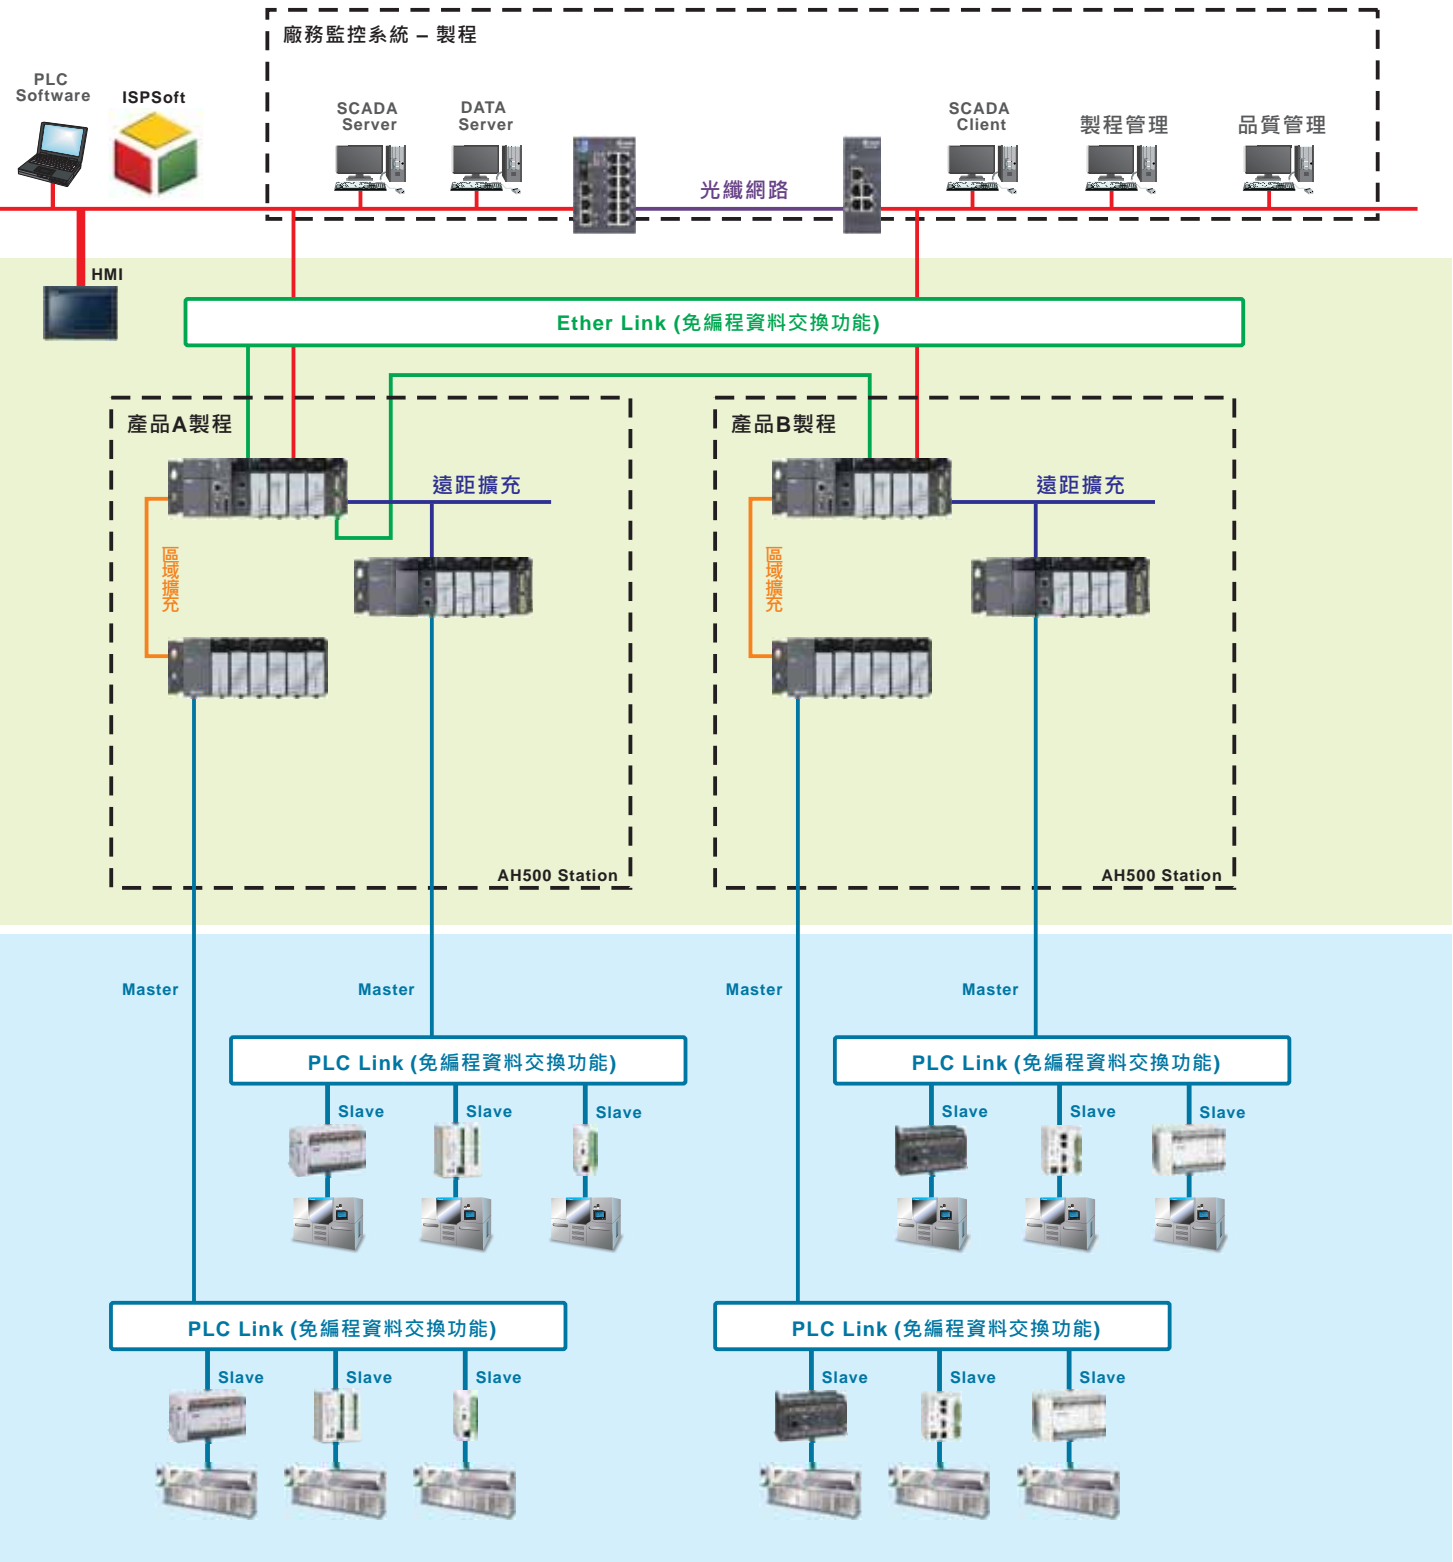 廠務監控系統 – 製程
PLC
Software
ISPSoft
SCADA
Server
DATA
Server
光纖網路
SCADA
Client
製程管理
品質管理
HMI
Ether Link (免編程資料交換功能)
產品A製程
遠距擴充
區域擴充
AH500 Station
產品B製程
遠距擴充
區域擴充
AH500 Station
Master
Master
Master
Master
PLC Link (免編程資料交換功能)
PLC Link (免編程資料交換功能)
Slave
Slave
Slave
Slave
Slave
Slave
PLC Link (免編程資料交換功能)
PLC Link (免編程資料交換功能)
Slave
Slave
Slave
Slave
Slave
Slave